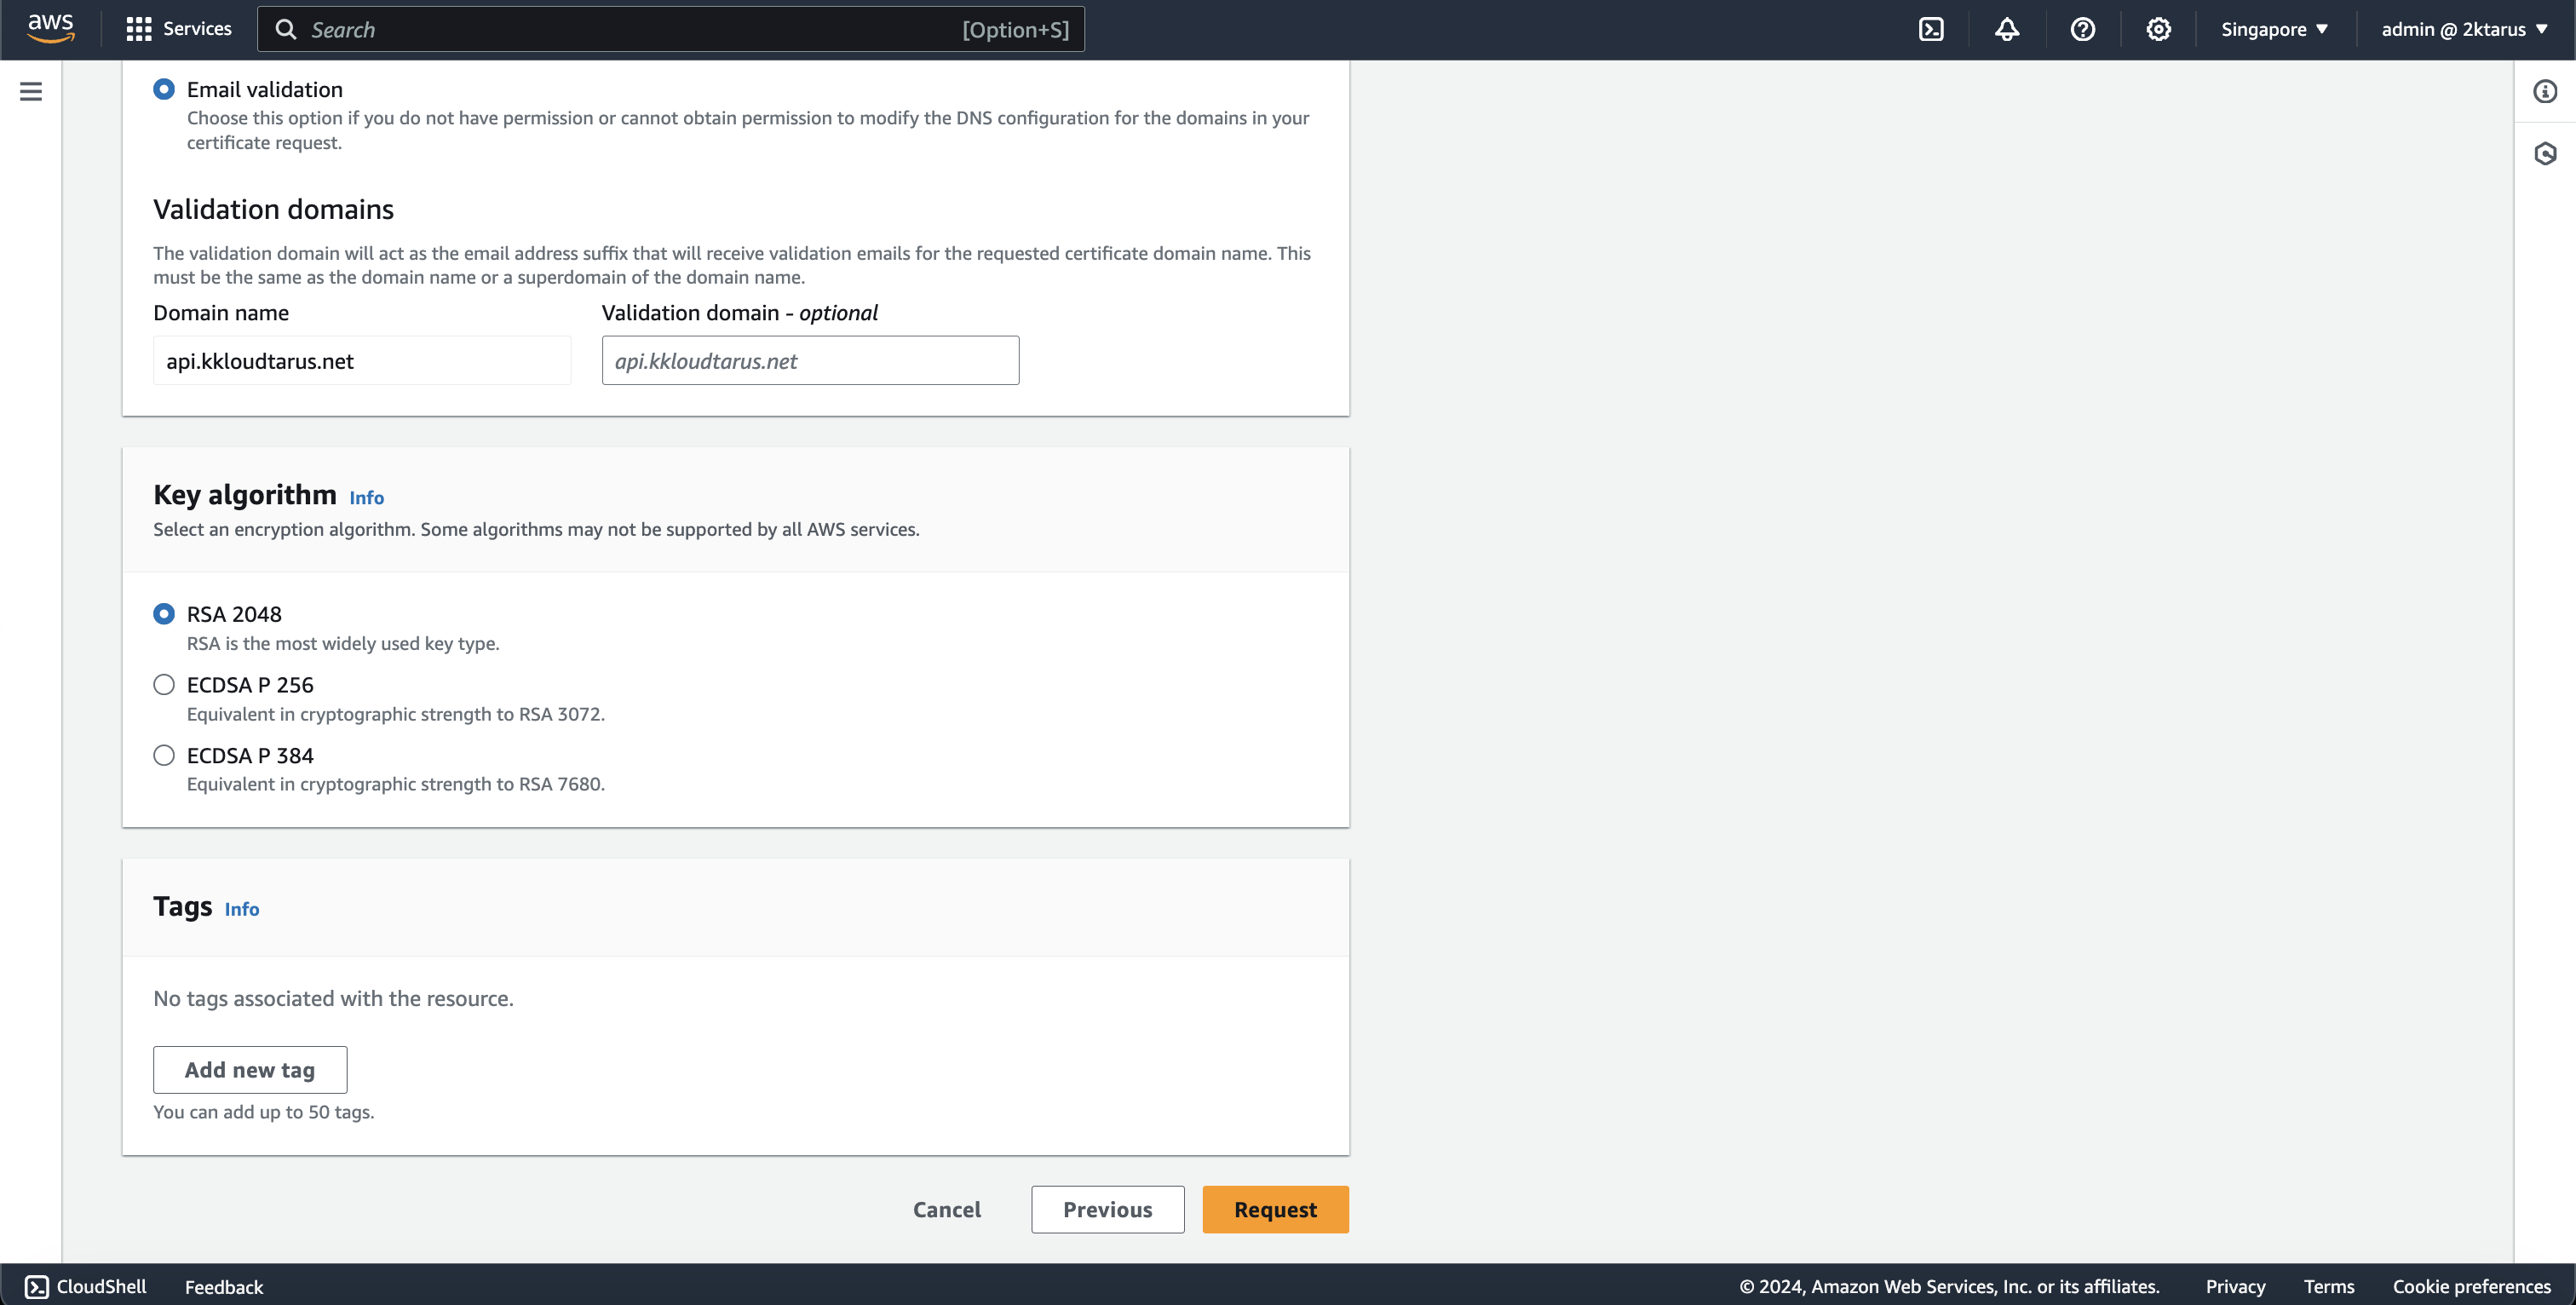 aws
Services
Search
[Option+S]
Singapore
admin @ 2ktarus
Email validation
Choose this option if you do not have permission or cannot obtain permission to modify the DNS configuration for the domains in your
certificate request.
Validation domains
The validation domain will act as the email address suffix that will receive validation emails for the requested certificate domain name. This
must be the same as the domain name or a superdomain of the domain name.
Domain name
Validation domain - optional
api.kkloudtarus.net
api.kkloudtarus.net
Key algorithm Info
Select an encryption algorithm. Some algorithms may not be supported by all AWS services.
RSA 2048
RSA is the most widely used key type.
ECDSA P 256
Equivalent in cryptographic strength to RSA 3072.
ECDSA P 384
Equivalent in cryptographic strength to RSA 7680.
Tags Info
No tags associated with the resource.
Add new tag
You can add up to 50 tags.
Cancel
Previous
Request
CloudShell
Feedback
© 2024, Amazon Web Services, Inc. or its affiliates.
Privacy
Terms
Cookie preferences